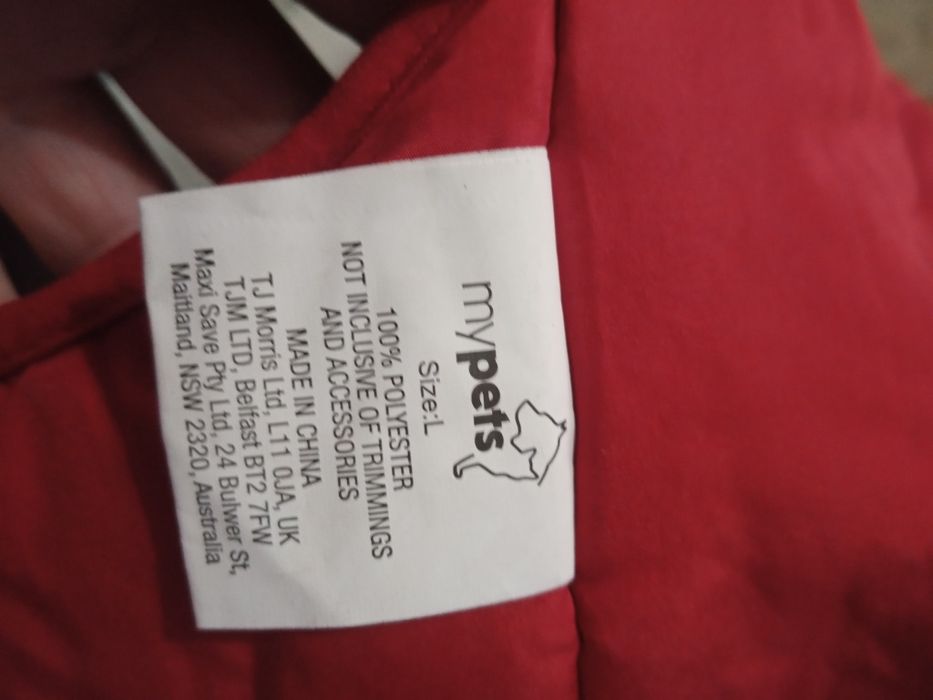 mypets
Size:L
100% POLYESTER
NOT INCLUSIVE OF TRIMMINGS
AND ACCESSORIES
MADE IN CHINA
TJ Morris Ltd, L11 0JA, UK
TJM LTD, Belfast BT2 7FW
Maxi Save Pty Ltd, 24 Bulwer St,
Maitland, NSW 2320, Australia